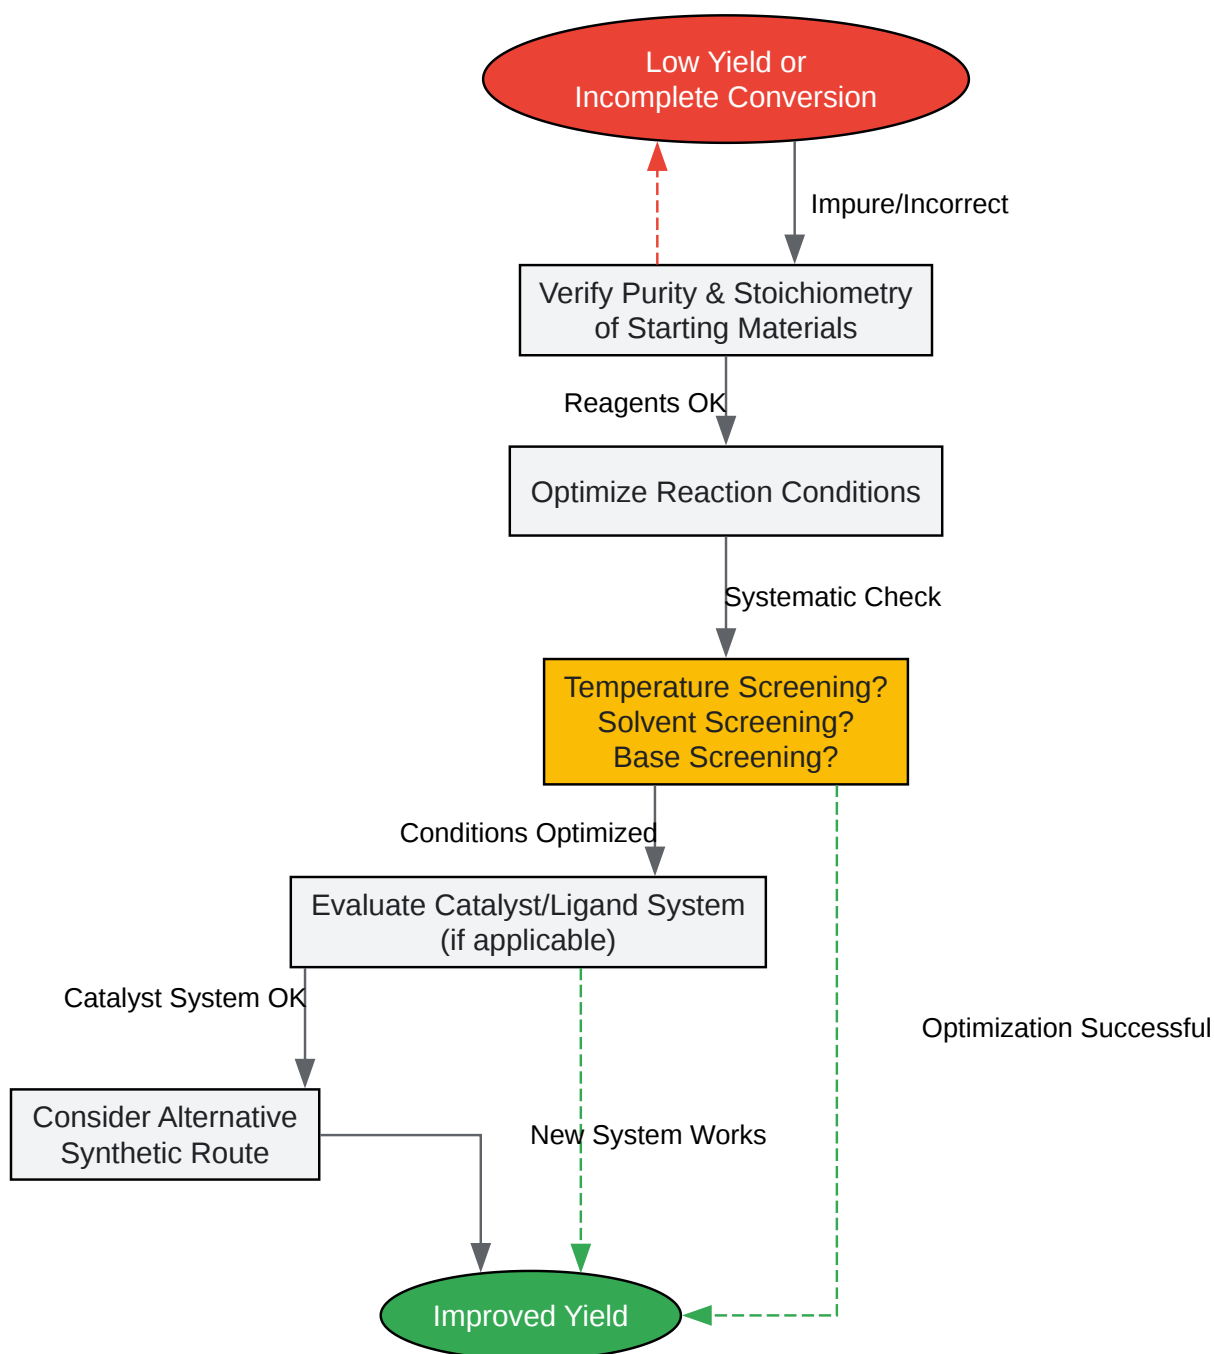 Low Yield or
Incomplete Conversion
Impure/Incorrect
Verify Purity & Stoichiometry
of Starting Materials
Reagents OK
Optimize Reaction Conditions
Systematic Check
Temperature Screening?
Solvent Screening?
Base Screening?
Conditions Optimized
Evaluate Catalyst/Ligand System
(if applicable)
Catalyst System OK
Optimization Successful
Consider Alternative
Synthetic Route
New System Works
Improved Yield